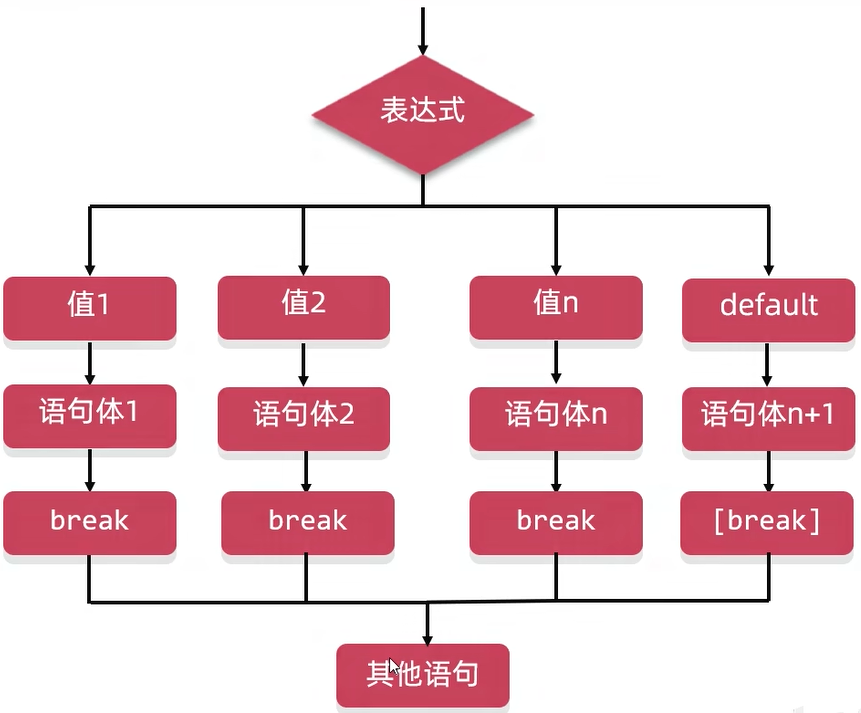 表达式
值1
值2
值n
default
语句体1
语句体2
语句体n
语句体n+1
break
break
break
[break]
其他语句